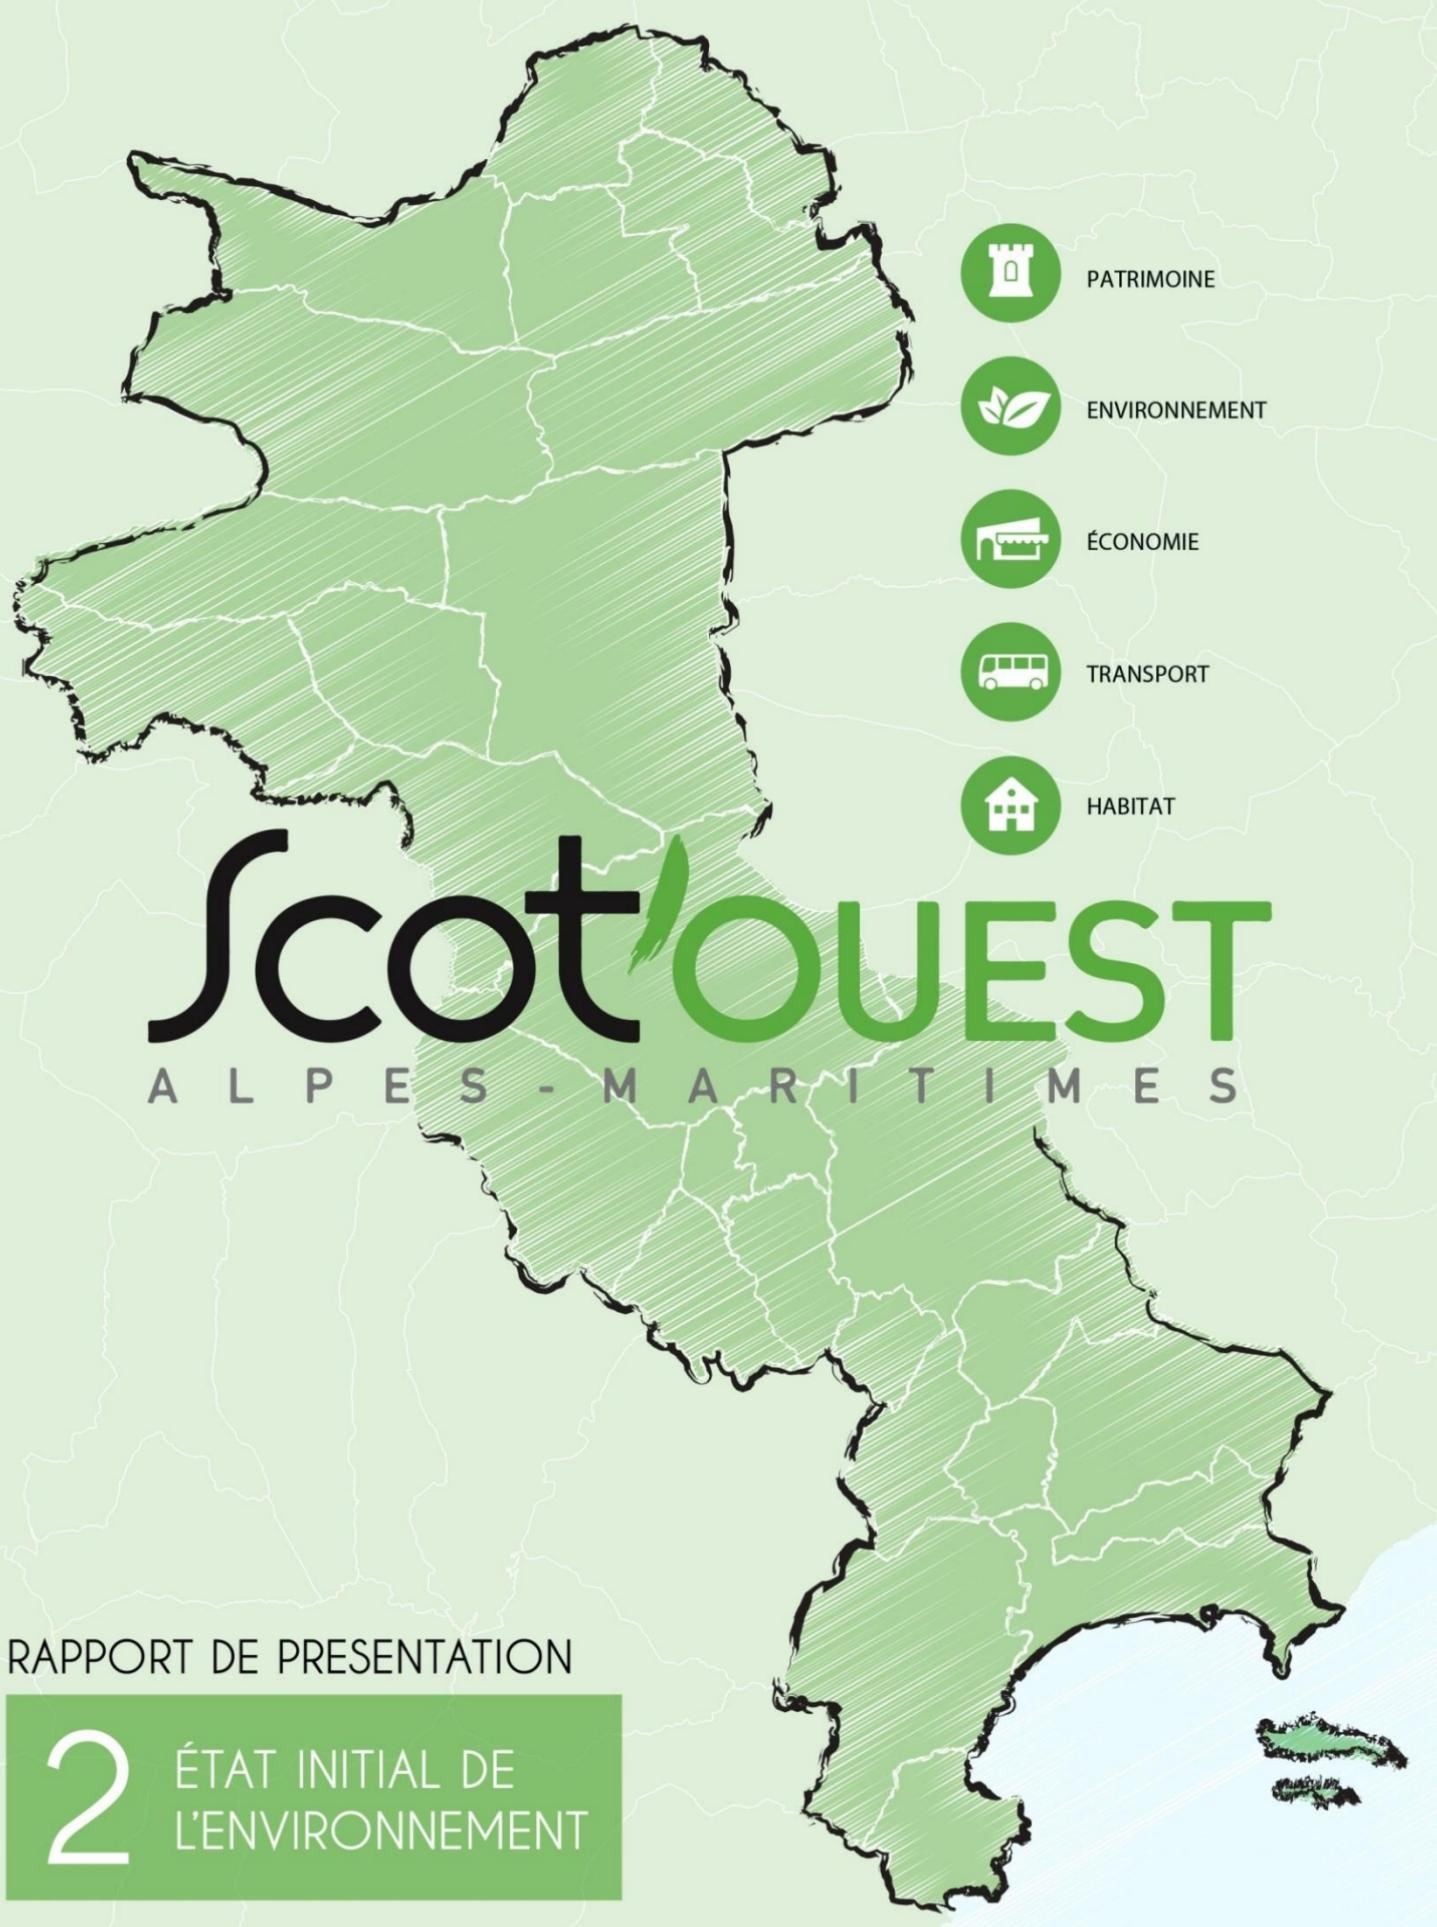 PATRIMOINE
ENVIRONNEMENT
ÉCONOMIE
TRANSPORT
HABITAT
Scot'OUEST
ALPES-MARITIMES
RAPPORT DE PRESENTATION
2
ÉTAT INITIAL DE
L'ENVIRONNEMENT